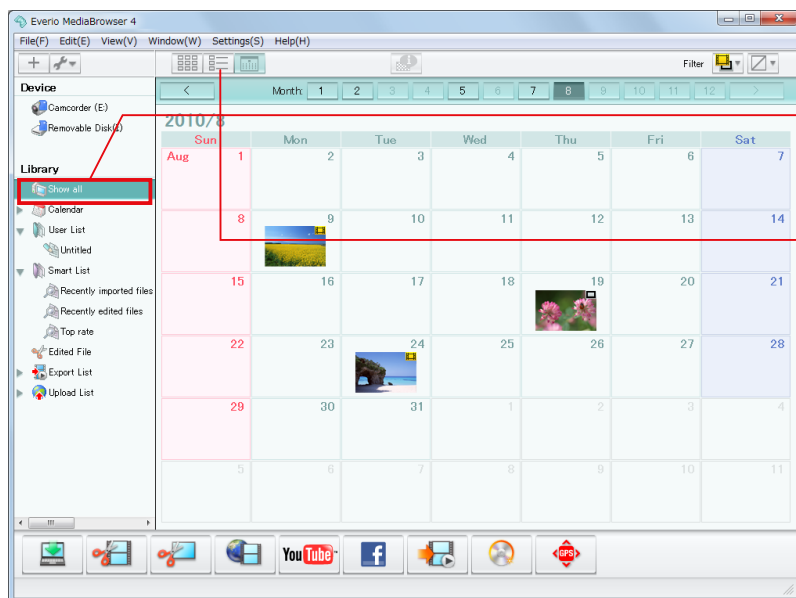 Everio MediaBrowser 4
File(F) Edit(E) View(V) Window(W) Settings(S) Help(H)
Filter
Device
Camcorder (E:)
Removable Disk(I)
Library
Show all
Calendar
User List
Untitled
Smart List
Recently imported files
Recently edited files
Top rate
Edited File
Export List
Upload List
< Month: 1 2 3 4 5 6 7 8 9 10 11 12 >
2010/8
Sun Mon Tue Wed Thu Fri Sat
Aug 1 2 3 4 5 6 7
8 9 10 11 12 13 14
15 16 17 18 19 20 21
22 23 24 25 26 27 28
29 30 31 1 2 3 4
5 6 7 8 9 10 11
YouTube f GPS